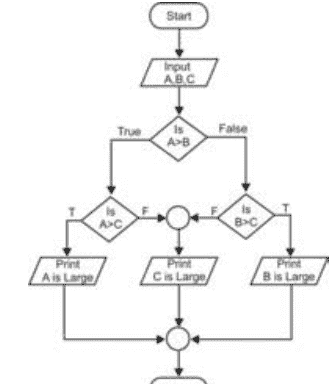 Start
Input
A,B,C
Is
A>B
True
False
Is
A>C
T
F
Is
B>C
F
T
Print
A is Large
Print
C is Large
Print
B is Large